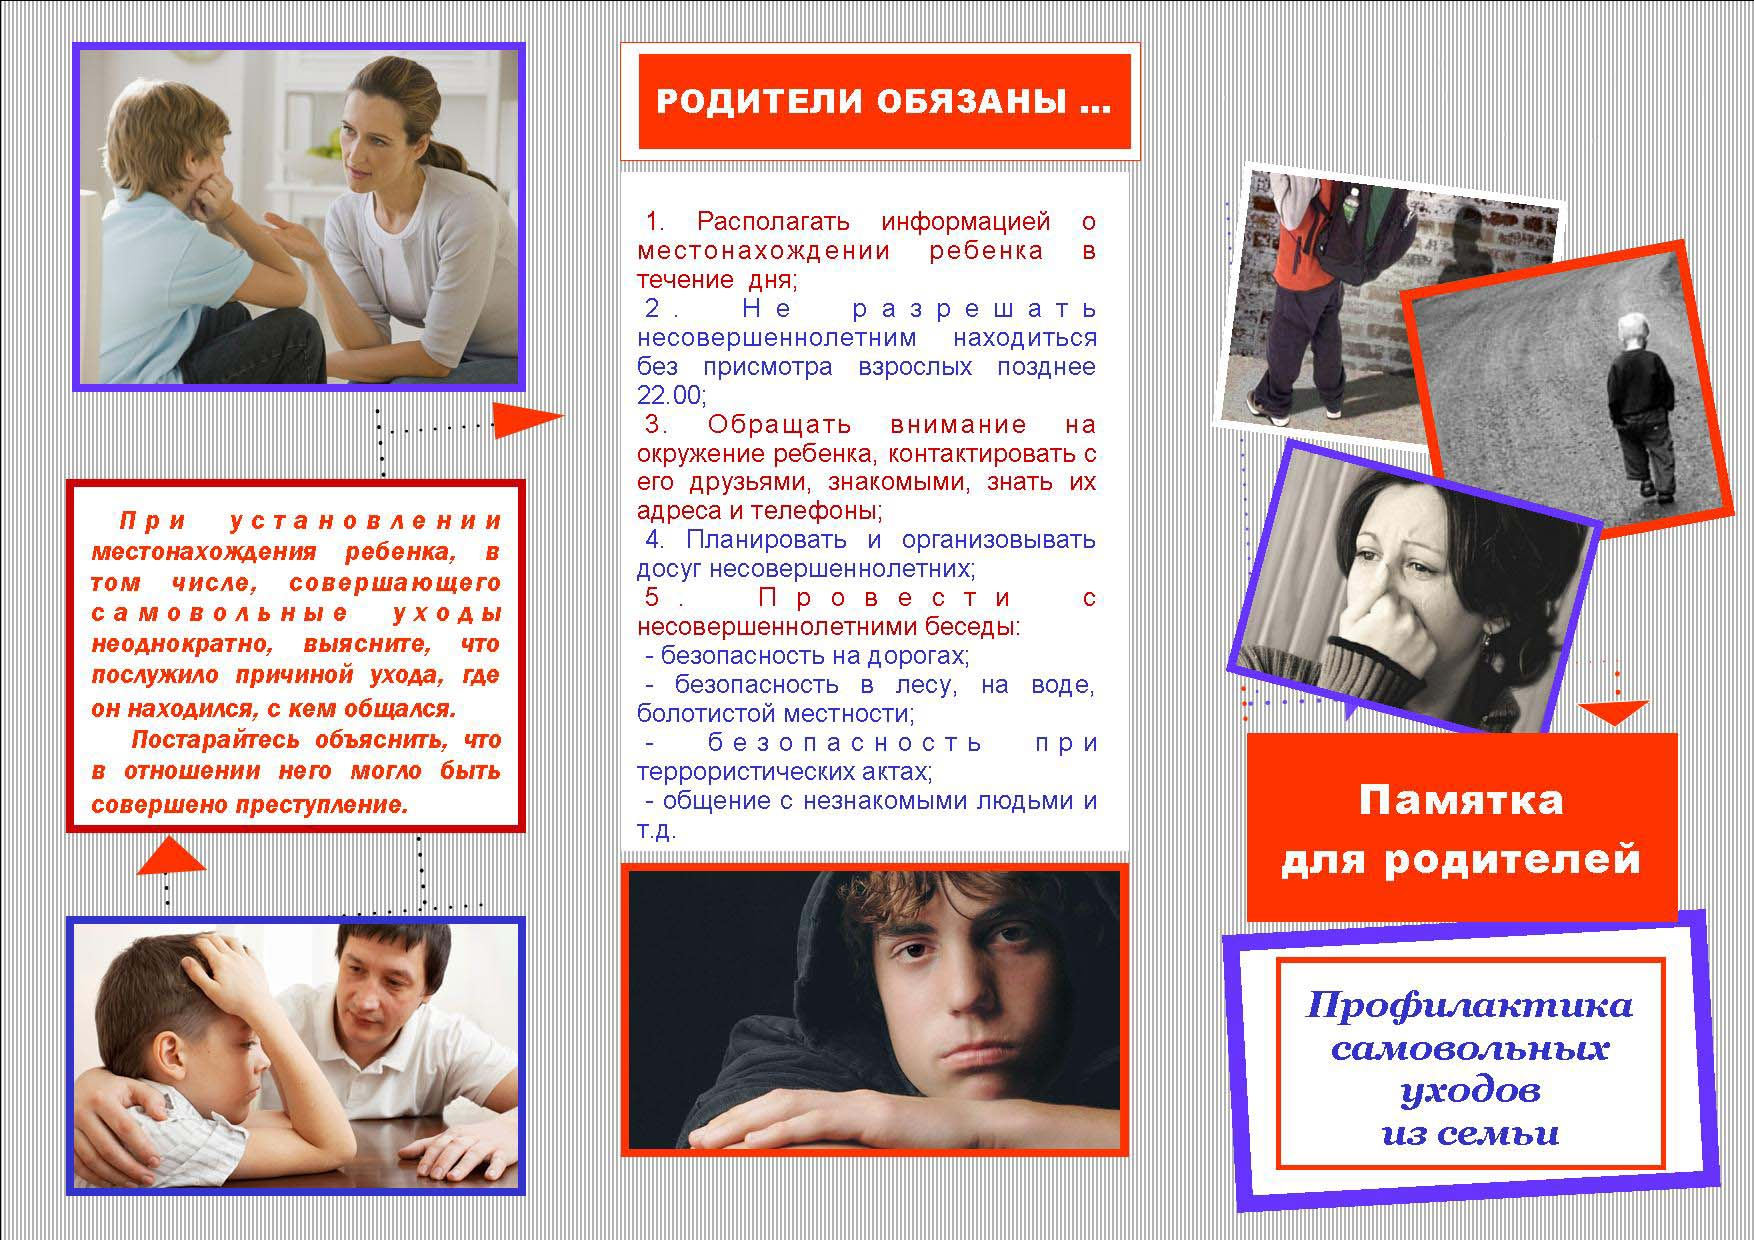 При установлении
местонахождения ребенка, в
том числе, совершающего
самовольные уходы
неоднократно, выясните, что
послужило причиной ухода, где
он находился, с кем общался.
Постарайтесь объяснить, что
в отношении него могло быть
совершено преступление.
РОДИТЕЛИ ОБЯЗАНЫ ...
1. Располагать информацией о
местонахождении ребенка в
течение дня;
2. Не разрешать
несовершеннолетним находиться
без присмотра взрослых позднее
22.00;
3. Обращать внимание на
окружение ребенка, контактировать с
его друзьями, знакомыми, знать их
адреса и телефоны;
4. Планировать и организовывать
досуг несовершеннолетних;
5. Провести с
несовершеннолетними беседы:
- безопасность на дорогах;
- безопасность в лесу, на воде,
болотистой местности;
- безопасность при
террористических актах;
- общение с незнакомыми людьми и
т.д.
Памятка
для родителей
Профилактика
самовольных
уходов
из семьи